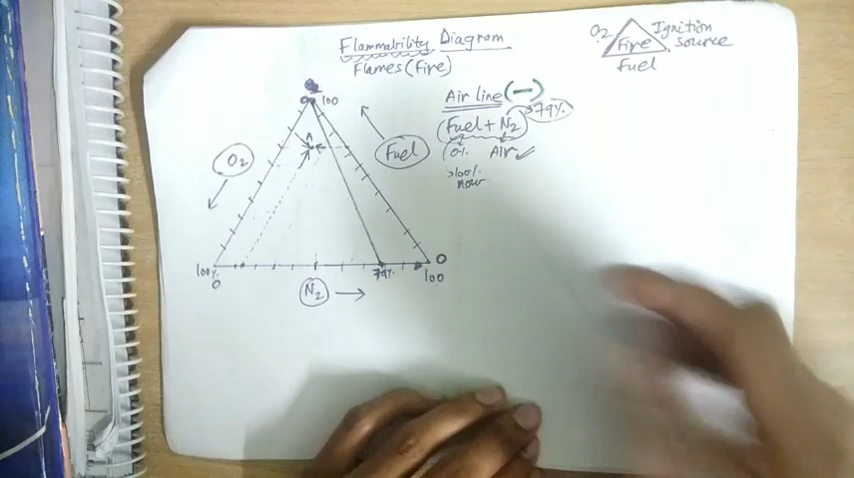 Flammability Diagram
Flames (Fire)
O2
Ignition
Source
Fire
Fuel
100
A
O2
Fuel
Air line (-)
(Fuel + N2) 79%
0% Air ✓
>100%
now
100%
0
79%
0
100
N2